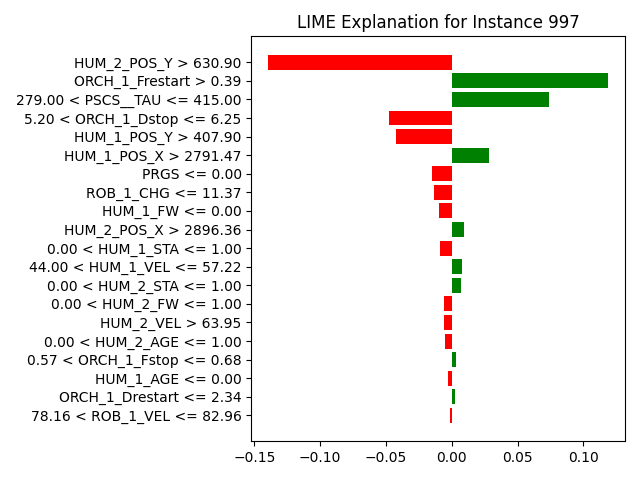 LIME Explanation for Instance 997
HUM_2_POS_Y > 630.90
ORCH_1_Frestart > 0.39
279.00 < PSCS__TAU <= 415.00
5.20 < ORCH_1_Dstop <= 6.25
HUM_1_POS_Y > 407.90
HUM_1_POS_X > 2791.47
PRGS <= 0.00
ROB_1_CHG <= 11.37
HUM_1_FW <= 0.00
HUM_2_POS_X > 2896.36
0.00 < HUM_1_STA <= 1.00
44.00 < HUM_1_VEL <= 57.22
0.00 < HUM_2_STA <= 1.00
0.00 < HUM_2_FW <= 1.00
HUM_2_VEL > 63.95
0.00 < HUM_2_AGE <= 1.00
0.57 < ORCH_1_Fstop <= 0.68
HUM_1_AGE <= 0.00
ORCH_1_Drestart <= 2.34
78.16 < ROB_1_VEL <= 82.96
−0.15 −0.10 −0.05 0.00 0.05 0.10